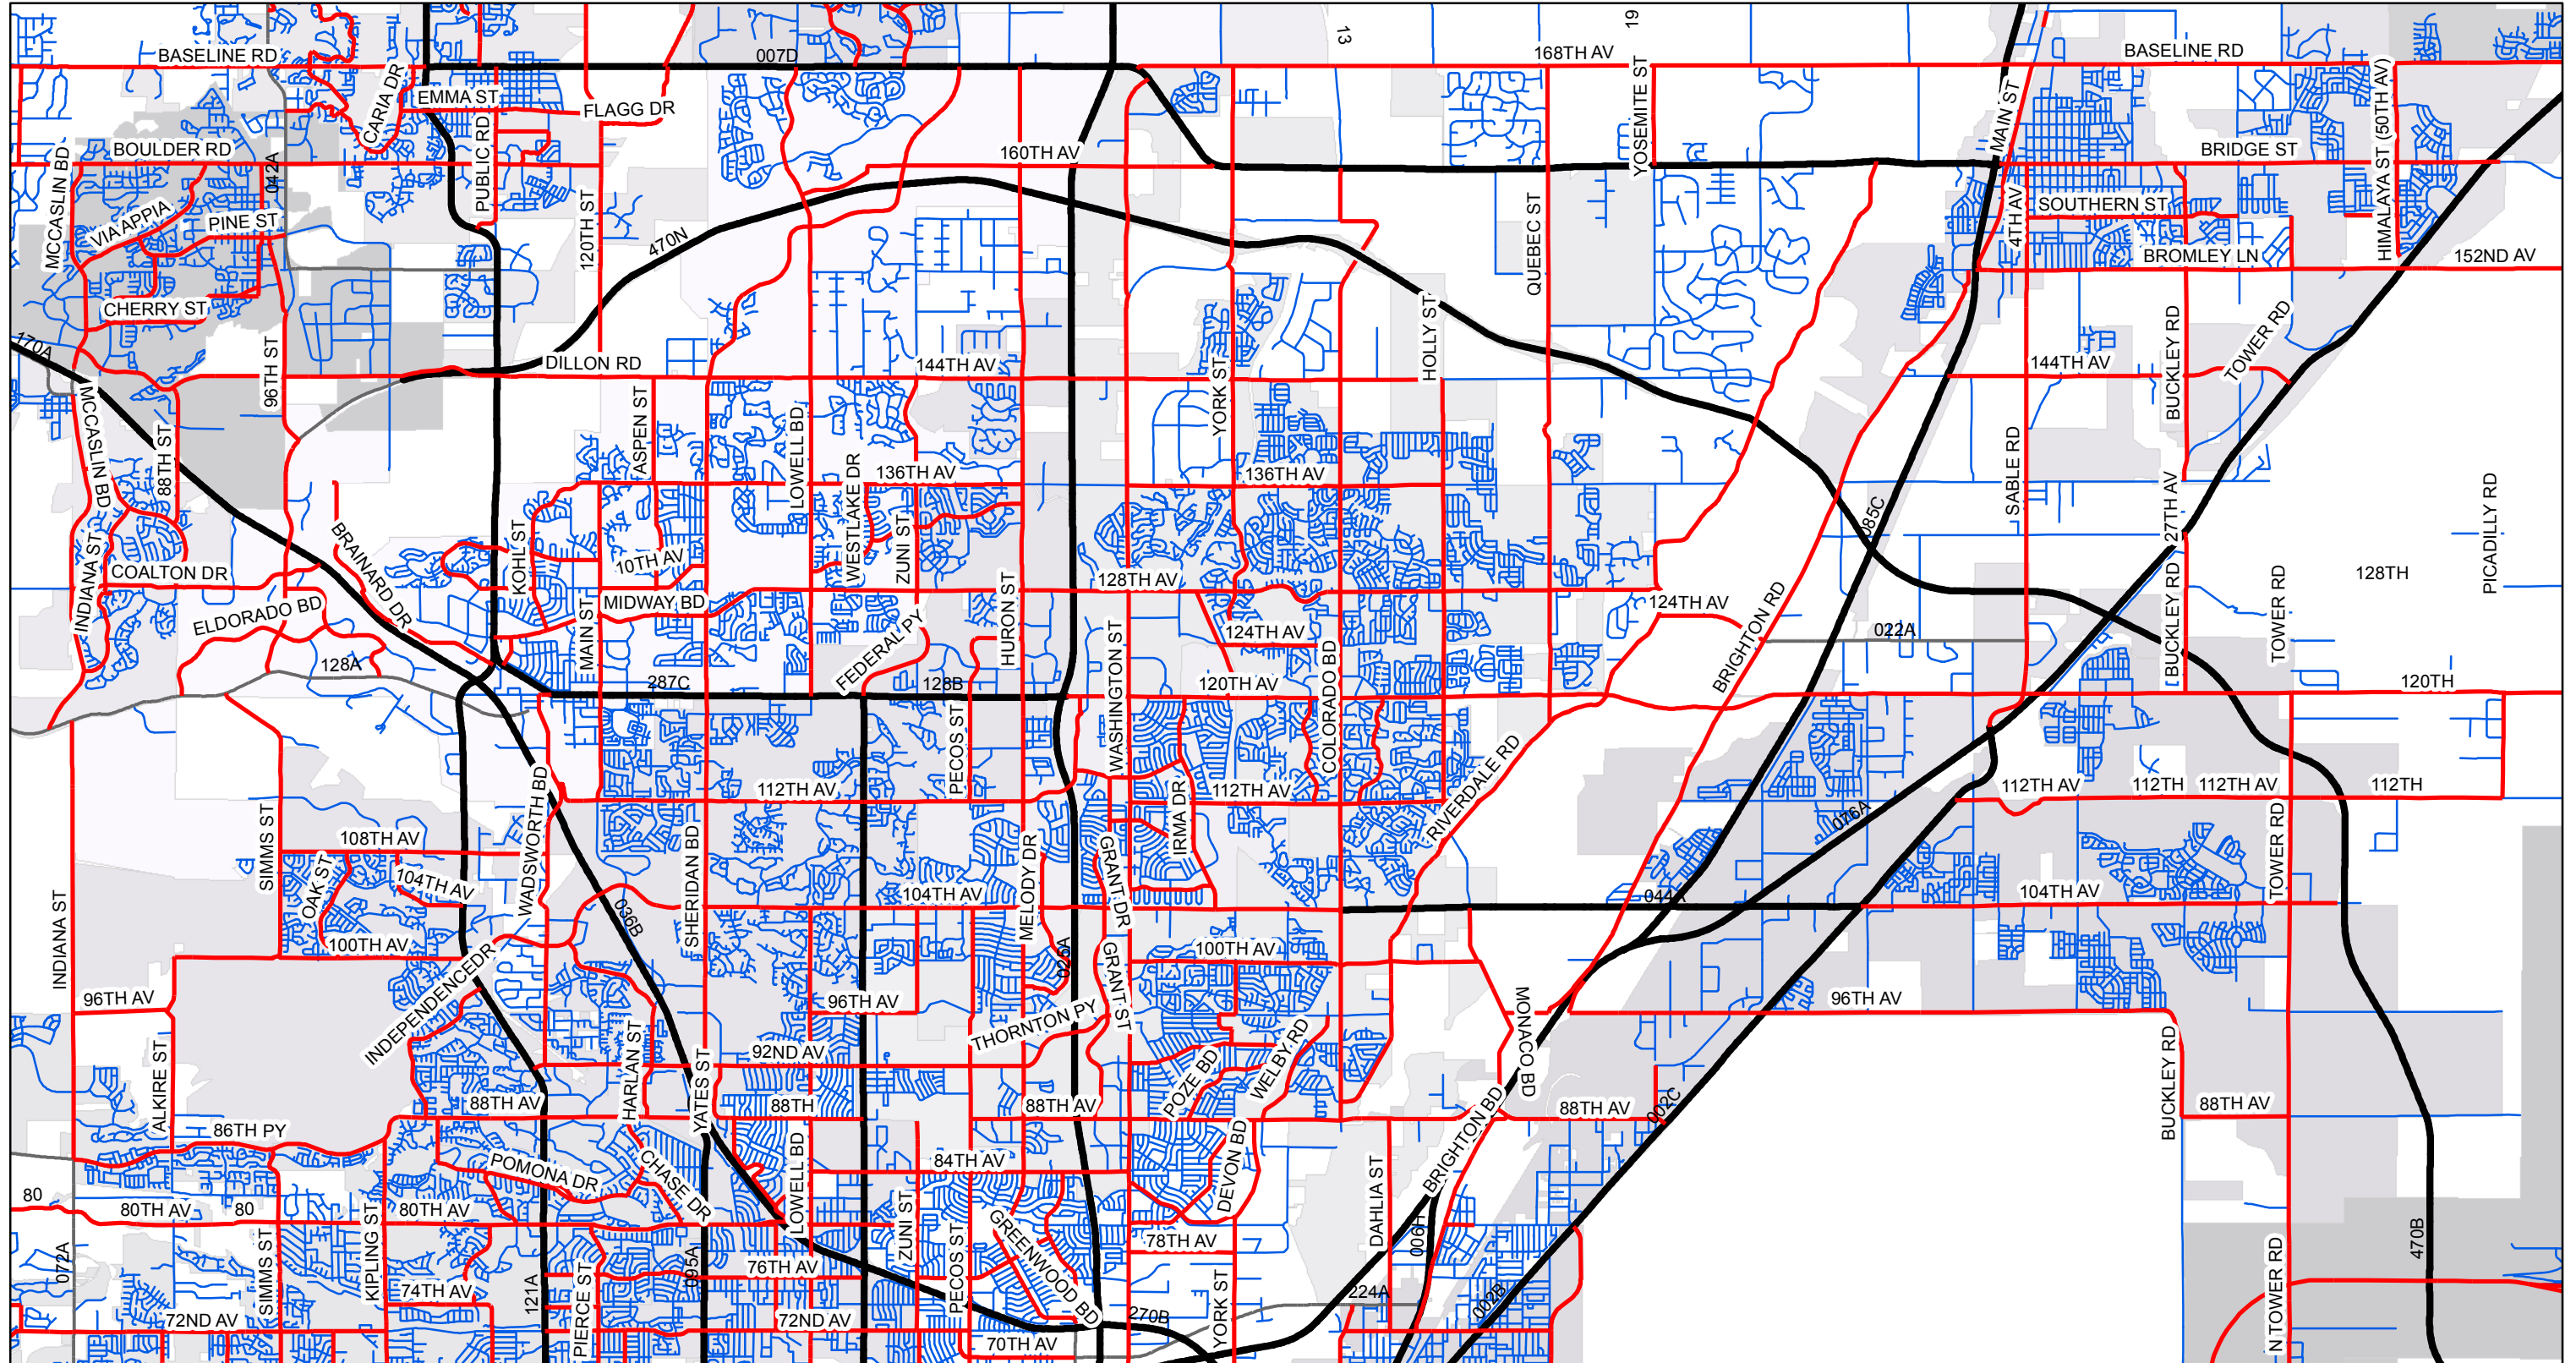 13
19
BASELINE RD
007D
168TH AV
BASELINE RD
CARIA DR
EMMA ST
FLAGG DR
PUBLIC RD
YOSEMITE ST
MAIN ST
HIMALAYA ST (50TH AV)
BOULDER RD
160TH AV
BRIDGE ST
MCCASLIN BD
042A
VIA APPIA
PINE ST
120TH ST
470N
QUEBEC ST
4TH AV
SOUTHERN ST
BROMLEY LN
152ND AV
CHERRY ST
170A
HOLLY ST
BUCKLEY RD
TOWER RD
96TH ST
DILLON RD
144TH AV
YORK ST
144TH AV
MCCASLIN BD
88TH ST
ASPEN ST
LOWELL BD
136TH AV
136TH AV
SABLE RD
WESTLAKE DR
ZUNI ST
085C
27TH AV
PICADILLY RD
BRAINARD DR
KOHL ST
INDIANA ST
COALTON DR
10TH AV
128TH AV
128TH
ELDORADO BD
MIDWAY BD
MAIN ST
HURON ST
124TH AV
BRIGHTON RD
BUCKLEY RD
TOWER RD
FEDERAL PY
WASHINGTON ST
124TH AV
022A
128A
287C
128B
120TH AV
COLORADO BD
120TH
PECOS ST
RIVERDALE RD
WADSWORTH BD
112TH AV
112TH AV
112TH AV
112TH
112TH AV
112TH
IRMA DR
076A
SIMMS ST
108TH AV
SHERIDAN BD
TOWER RD
OAK ST
104TH AV
MELODY DR
GRANT DR
104TH AV
044A
104TH AV
036B
INDIANA ST
100TH AV
025A
100TH AV
GRANT ST
INDEPENDENCE DR
96TH AV
96TH AV
96TH AV
THORNTON PY
MONACO BD
ALKIRE ST
HARLAN ST
YATES ST
92ND AV
POZE BD
WELBY RD
BUCKLEY RD
88TH AV
88TH
88TH AV
88TH AV
002C
88TH AV
86TH PY
POMONA DR
CHASE DR
LOWELL BD
84TH AV
DEVON BD
DAHLIA ST
BRIGHTON BD
80
80TH AV
80
KIPLING ST
80TH AV
ZUNI ST
PECOS ST
GREENWOOD BD
78TH AV
006H
470B
072A
SIMMS ST
74TH AV
121A
PIERCE ST
095A
76TH AV
YORK ST
224A
002B
N TOWER RD
72ND AV
72ND AV
270B
70TH AV